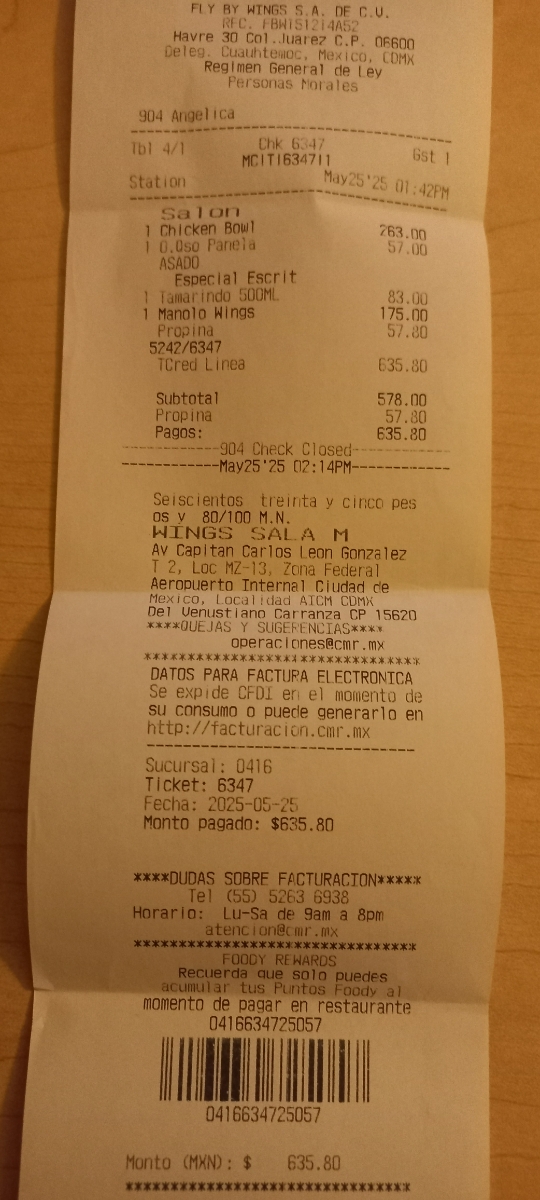 FLY BY WINGS S.A. DE C.V.
RFC. FBW151214A52
Havre 30 Col.Juarez C.P. 06600
Deleg. Cuauhtemoc, Mexico, CDMX
Regimen General de Ley
Personas Morales
904 Angelica
Tbl 4/1 Chk 6347 Gst 1
MCITI6347II
Station May25'25 01:42PM
Salon
1 Chicken Bowl 263.00
1 O.Oso Panela 57.00
ASADO
Especial Escrit
1 Tamarindo 500ML 83.00
1 Manolo Wings 175.00
Propina 57.80
5242/6347
TCred Linea 635.80
Subtotal 578.00
Propina 57.80
Pagos: 635.80
----------904 Check Closed----------
----------May25'25 02:14PM----------
Seiscientos treinta y cinco pes
os y 80/100 M.N.
WINGS SALA M
Av Capitan Carlos Leon Gonzalez
T 2, Loc MZ-13, Zona Federal
Aeropuerto Internal Ciudad de
Mexico, Localidad AICM CDMX
Del Venustiano Carranza CP 15620
****QUEJAS Y SUGERENCIAS****
operaciones@cmr.mx
********************************
DATOS PARA FACTURA ELECTRONICA
Se expide CFDI en el momento de
su consumo o puede generarlo en
http://facturacion.cmr.mx
--------------------------------
Sucursal: 0416
Ticket: 6347
Fecha: 2025-05-25
Monto pagado: $635.80
****DUDAS SOBRE FACTURACION*****
Tel (55) 5263 6938
Horario: Lu-Sa de 9am a 8pm
atencion@cmr.mx
********************************
FOODY REWARDS
Recuerda que solo puedes
acumular tus Puntos Foody al
momento de pagar en restaurante
0416634725057
0416634725057
Monto (MXN): $ 635.80
********************************